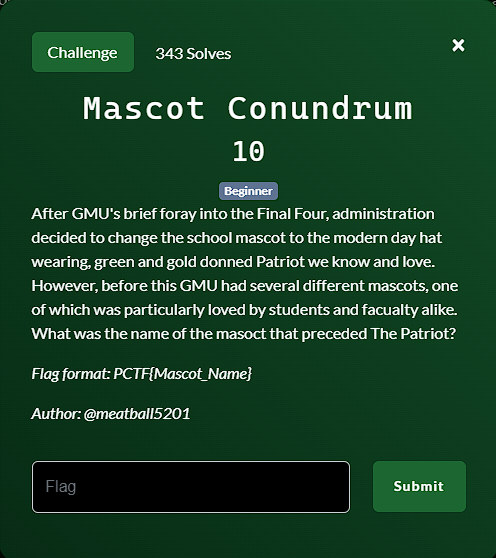 Challenge
343 Solves
×
Mascot Conundrum
10
Beginner
After GMU's brief foray into the Final Four, administration
decided to change the school mascot to the modern day hat
wearing, green and gold donned Patriot we know and love.
However, before this GMU had several different mascots, one
of which was particularly loved by students and facualty alike.
What was the name of the masoct that preceded The Patriot?
Flag format: PCTF{Mascot_Name}
Author: @meatball5201
Flag
Submit